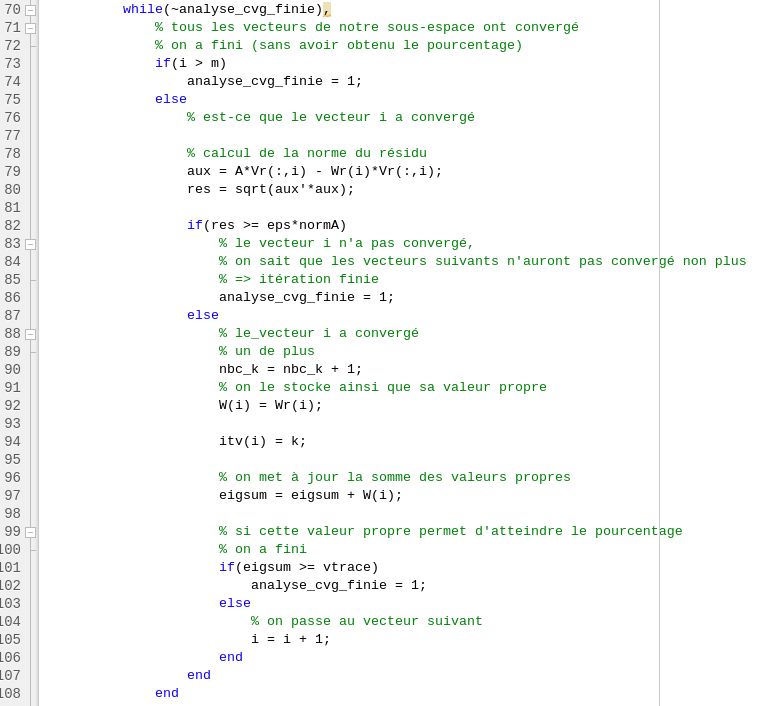 70 while(~analyse_cvg_finie),
71 % tous les vecteurs de notre sous-espace ont convergé
72 % on a fini (sans avoir obtenu le pourcentage)
73 if(i > m)
74 analyse_cvg_finie = 1;
75 else
76 % est-ce que le vecteur i a convergé
77
78 % calcul de la norme du résidu
79 aux = A*Vr(:,i) - Wr(i)*Vr(:,i);
80 res = sqrt(aux'*aux);
81
82 if(res >= eps*normA)
83 % le vecteur i n'a pas convergé,
84 % on sait que les vecteurs suivants n'auront pas convergé non plus
85 % => itération finie
86 analyse_cvg_finie = 1;
87 else
88 % le_vecteur i a convergé
89 % un de plus
90 nbc_k = nbc_k + 1;
91 % on le stocke ainsi que sa valeur propre
92 W(i) = Wr(i);
93
94 itv(i) = k;
95
96 % on met à jour la somme des valeurs propres
97 eigsum = eigsum + W(i);
98
99 % si cette valeur propre permet d'atteindre le pourcentage
100 % on a fini
101 if(eigsum >= vtrace)
102 analyse_cvg_finie = 1;
103 else
104 % on passe au vecteur suivant
105 i = i + 1;
106 end
107 end
108 end